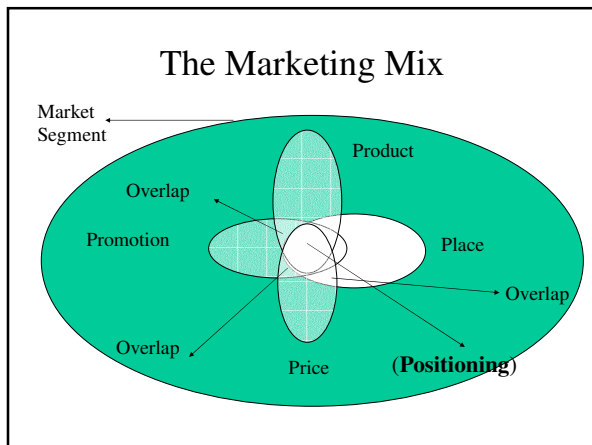 The Marketing Mix
Market
Segment
Product
Overlap
Promotion
Place
Overlap
Overlap
Price
(Positioning)